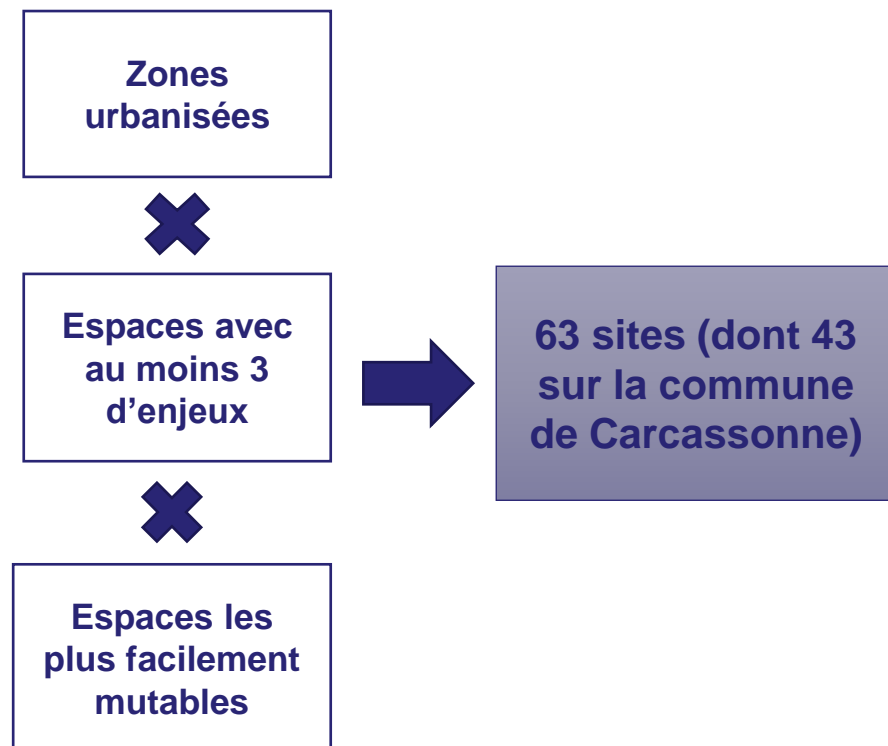 Zones
urbanisées
Espaces avec
au moins 3
d’enjeux
63 sites (dont 43
sur la commune
de Carcassonne)
Espaces les
plus facilement
mutables